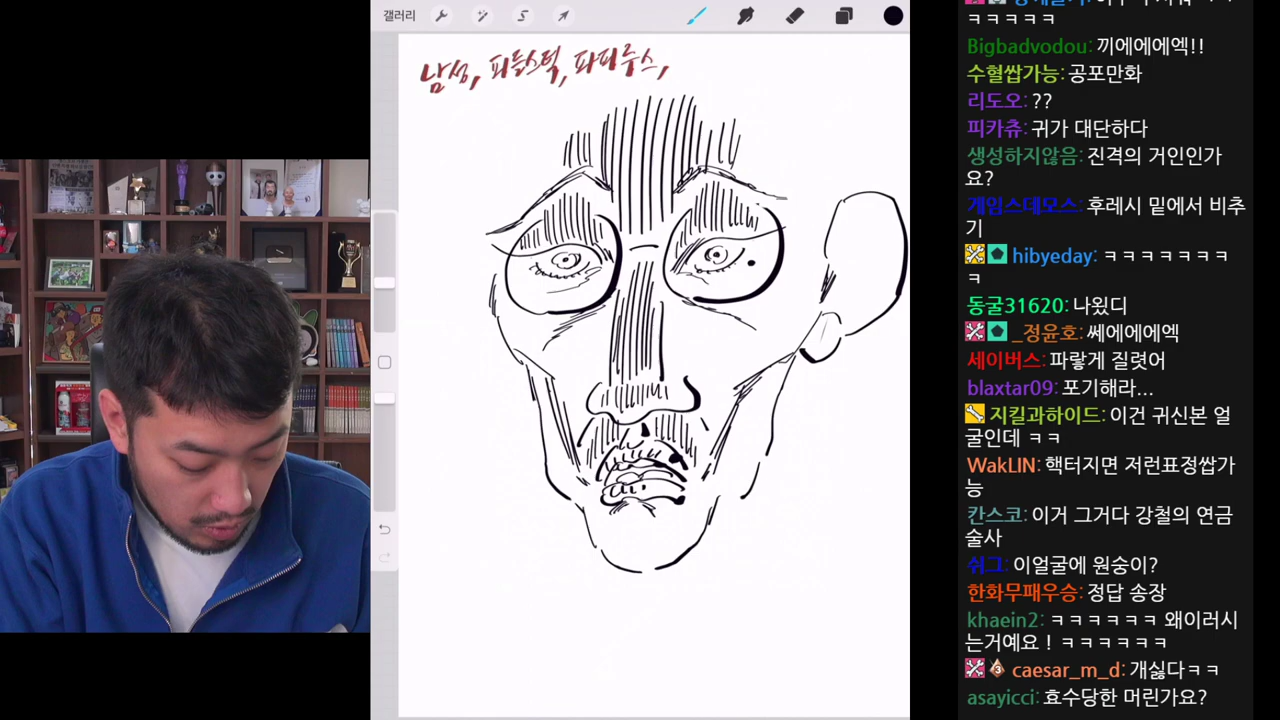 갤러리
남성, 피들스틱, 파피루스,
ㅋㅋㅋㅋㅋ
Bigbadvodou: 끼에에에엑!!
수혈쌉가능: 공포만화
리도오: ??
피카츄: 귀가 대단하다
생성하지않음: 진격의 거인인가
요?
게임스데모스: 후레시 밑에서 비추
기
hibyeday: ㅋㅋㅋㅋㅋㅋㅋㅋ
ㅋ
동굴31620: 나윘디
_정윤호: 쎄에에에엑
세이버스: 파랗게 질렷어
blaxtar09: 포기해라...
지킬과하이드: 이건 귀신본 얼
굴인데 ㅋㅋ
WakLIN: 핵터지면 저런표정쌉가
능
칸스코: 이거 그거다 강철의 연금
술사
쉬그: 이얼굴에 원숭이?
한화무패우승: 정답 송장
khaein2: ㅋㅋㅋㅋㅋㅋ 왜이러시
는거예요 ! ㅋㅋㅋㅋㅋㅋ
3
caesar_m_d: 개싫다ㅋㅋ
asayicci: 효수당한 머린가요?